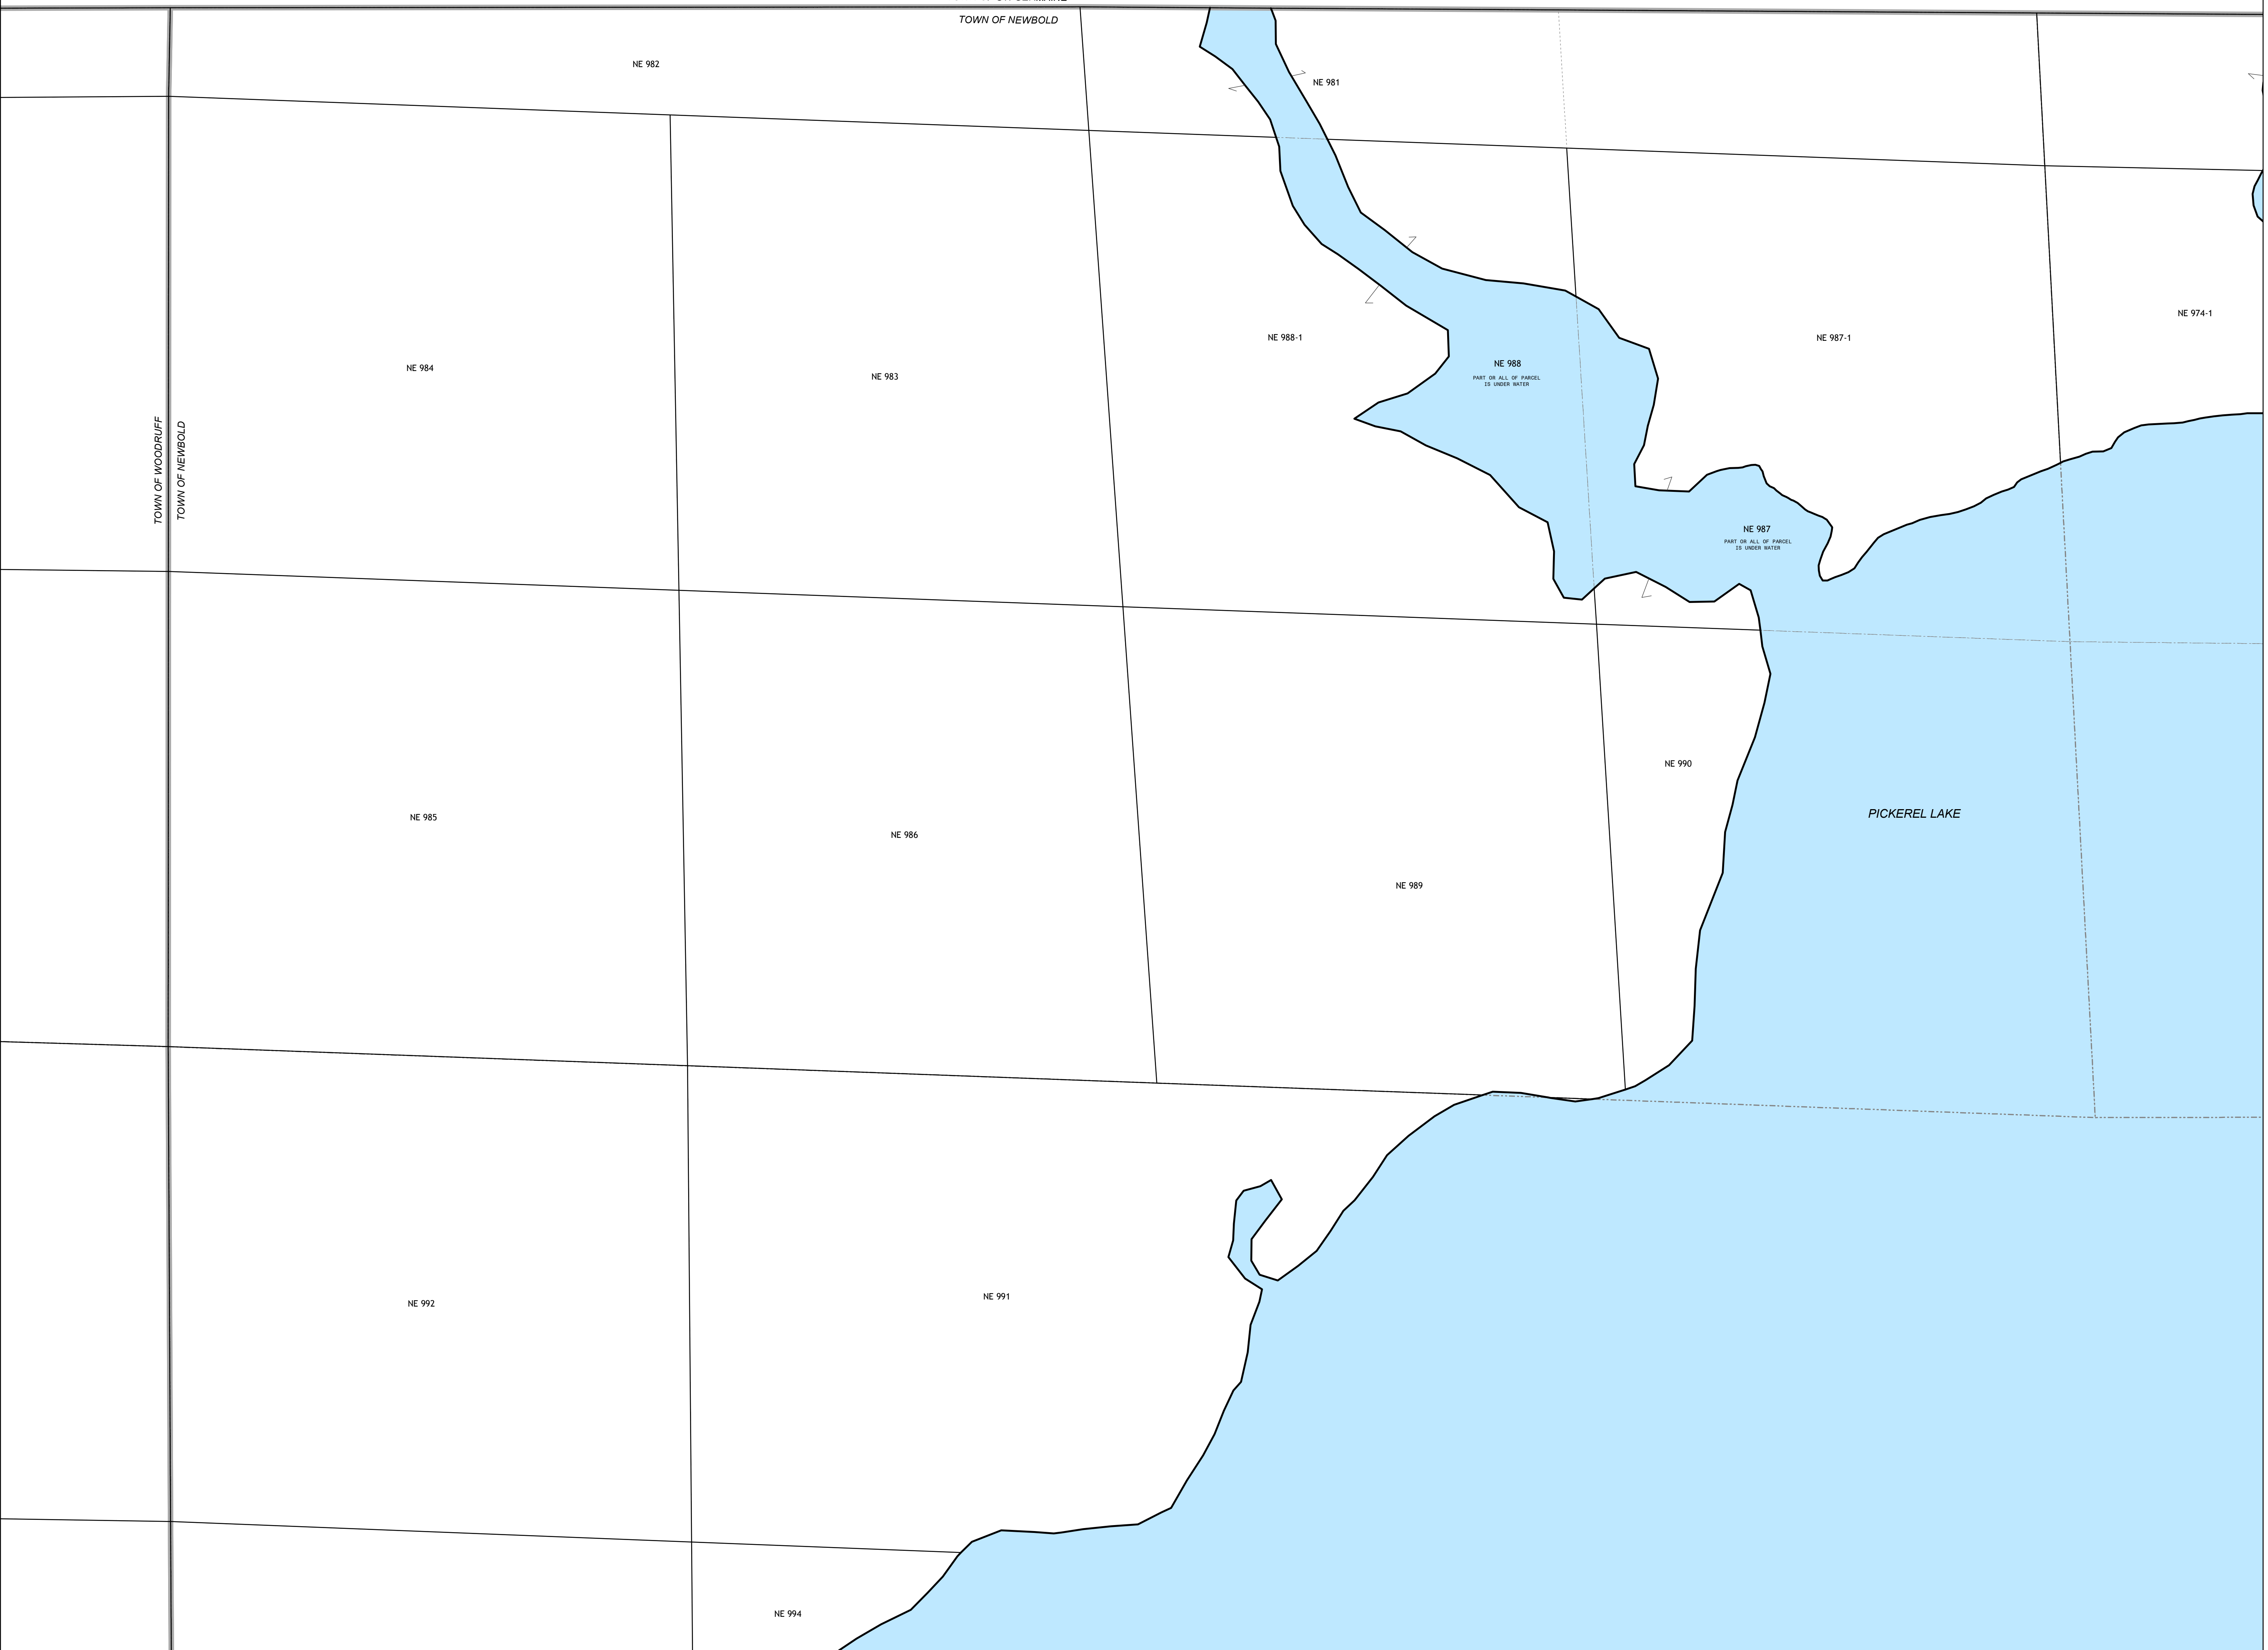 TOWN OF NEWBOLD
NE 982
NE 981
NE 974-1
NE 988-1
NE 987-1
NE 988
PART OR ALL OF PARCEL
IS UNDER WATER
NE 984
NE 983
TOWN OF WOODRUFF
TOWN OF NEWBOLD
NE 987
PART OR ALL OF PARCEL
IS UNDER WATER
NE 990
PICKEREL LAKE
NE 985
NE 986
NE 989
NE 991
NE 992
NE 994